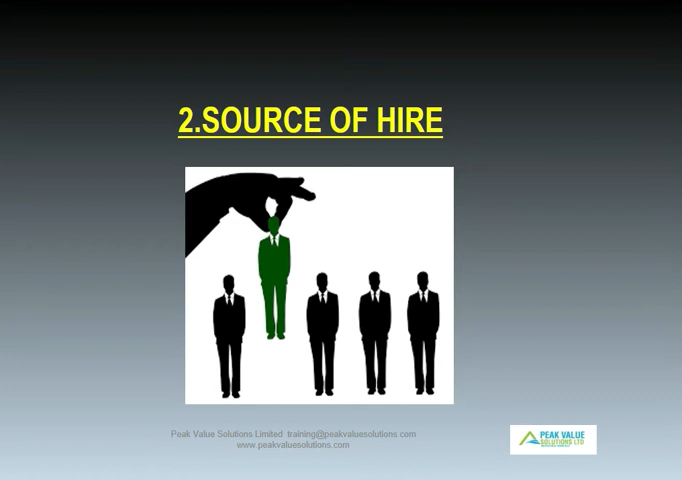 2.SOURCE OF HIRE
Peak Value Solutions Limited training@peakvaluesolutions.com
www.peakvaluesolutions.com
PEAK VALUE
SOLUTIONS LTD